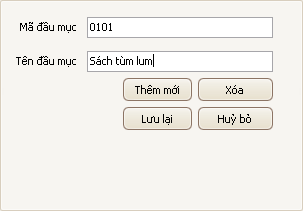 Mã đầu mục 0101
Tên đầu mục Sách tùm lum
Thêm mới Xóa
Lưu lại Huỷ bỏ